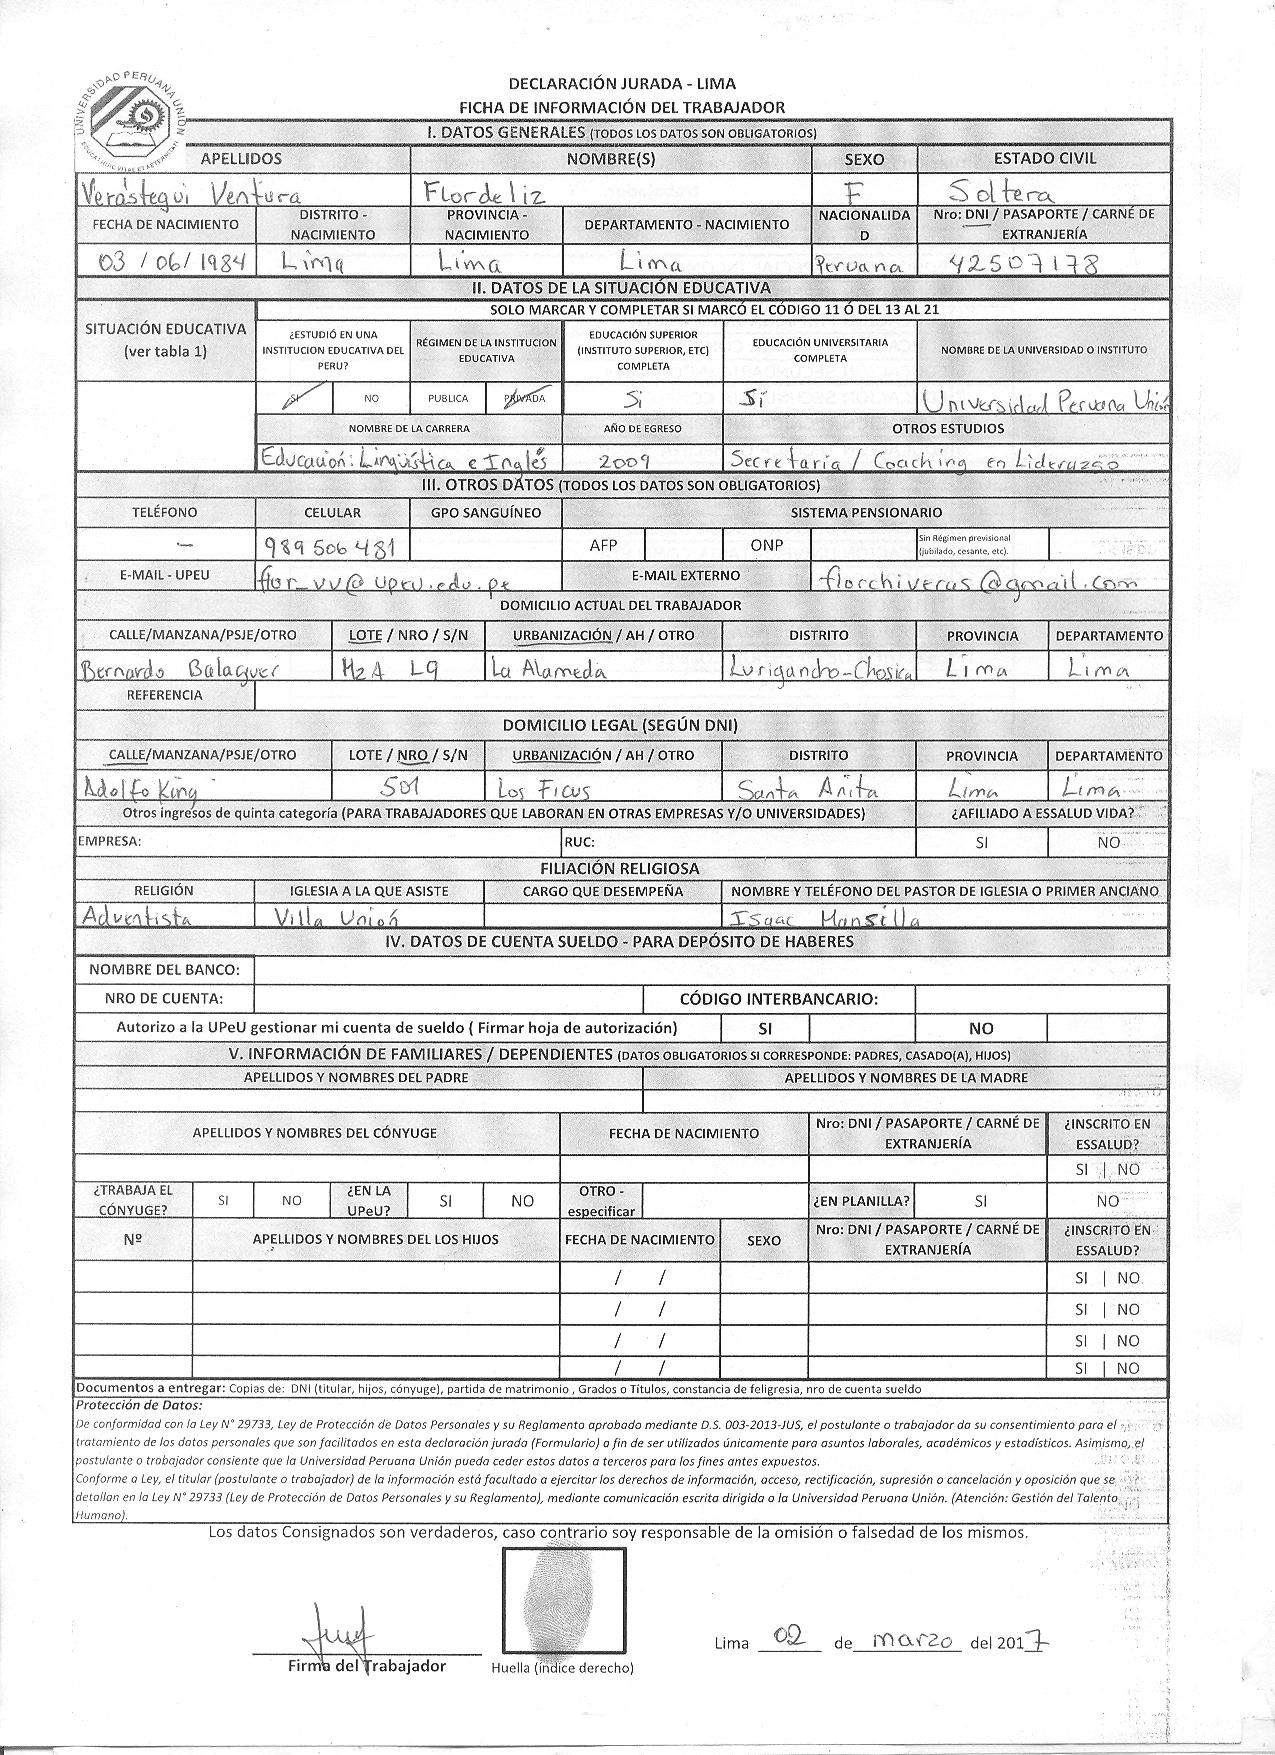 UNIVERSIDAD PERUANA UNIÓN
DECLARACIÓN JURADA - LIMA
FICHA DE INFORMACIÓN DEL TRABAJADOR
I. DATOS GENERALES (TODOS LOS DATOS SON OBLIGATORIOS)
APELLIDOS NOMBRE(S) SEXO ESTADO CIVIL
Verástegui Ventura Flordeliz F Soltera
FECHA DE NACIMIENTO DISTRITO - NACIMIENTO PROVINCIA - NACIMIENTO DEPARTAMENTO - NACIMIENTO NACIONALIDAD Nro: DNI / PASAPORTE / CARNÉ DE EXTRANJERÍA
03 / 06 / 1984 Lima Lima Lima Peruana 42507178
II. DATOS DE LA SITUACIÓN EDUCATIVA
SITUACIÓN EDUCATIVA (ver tabla 1) SOLO MARCAR Y COMPLETAR SI MARCÓ EL CÓDIGO 11 Ó DEL 13 AL 21
¿ESTUDIÓ EN UNA INSTITUCION EDUCATIVA DEL PERU? RÉGIMEN DE LA INSTITUCION EDUCATIVA EDUCACIÓN SUPERIOR (INSTITUTO SUPERIOR, ETC) COMPLETA EDUCACIÓN UNIVERSITARIA COMPLETA NOMBRE DE LA UNIVERSIDAD O INSTITUTO
SI NO PUBLICA PRIVADA Si Sí Universidad Peruana Unión
NOMBRE DE LA CARRERA AÑO DE EGRESO OTROS ESTUDIOS
Educación: Lingüística e Inglés 2009 Secretaria / Coaching en Liderazgo
III. OTROS DATOS (TODOS LOS DATOS SON OBLIGATORIOS)
TELÉFONO CELULAR GPO SANGUÍNEO SISTEMA PENSIONARIO
— 989 506 481 AFP ONP Sin Régimen previsional (jubilado, cesante, etc).
E-MAIL - UPEU flor_vv@upeu.edu.pe E-MAIL EXTERNO florchiveras@gmail.com
DOMICILIO ACTUAL DEL TRABAJADOR
CALLE/MANZANA/PSJE/OTRO LOTE / NRO / S/N URBANIZACIÓN / AH / OTRO DISTRITO PROVINCIA DEPARTAMENTO
Bernardo Balaguer MzA L9 La Alameda Lurigancho-Chosica Lima Lima
REFERENCIA
DOMICILIO LEGAL (SEGÚN DNI)
CALLE/MANZANA/PSJE/OTRO LOTE / NRO / S/N URBANIZACIÓN / AH / OTRO DISTRITO PROVINCIA DEPARTAMENTO
Adolfo King 501 Los Ficus Santa Anita Lima Lima
Otros ingresos de quinta categoría (PARA TRABAJADORES QUE LABORAN EN OTRAS EMPRESAS Y/O UNIVERSIDADES) ¿AFILIADO A ESSALUD VIDA?
EMPRESA: RUC: SI NO
FILIACIÓN RELIGIOSA
RELIGIÓN IGLESIA A LA QUE ASISTE CARGO QUE DESEMPEÑA NOMBRE Y TELÉFONO DEL PASTOR DE IGLESIA O PRIMER ANCIANO
Adventista Villa Unión Isaac Mansilla
IV. DATOS DE CUENTA SUELDO - PARA DEPÓSITO DE HABERES
NOMBRE DEL BANCO:
NRO DE CUENTA: CÓDIGO INTERBANCARIO:
Autorizo a la UPeU gestionar mi cuenta de sueldo ( Firmar hoja de autorización) SI NO
V. INFORMACIÓN DE FAMILIARES / DEPENDIENTES (DATOS OBLIGATORIOS SI CORRESPONDE: PADRES, CASADO(A), HIJOS)
APELLIDOS Y NOMBRES DEL PADRE APELLIDOS Y NOMBRES DE LA MADRE
APELLIDOS Y NOMBRES DEL CÓNYUGE FECHA DE NACIMIENTO Nro: DNI / PASAPORTE / CARNÉ DE EXTRANJERÍA ¿INSCRITO EN ESSALUD?
SI | NO
¿TRABAJA EL CÓNYUGE? SI NO ¿EN LA UPeU? SI NO OTRO - especificar ¿EN PLANILLA? SI NO
Nº APELLIDOS Y NOMBRES DEL LOS HIJOS FECHA DE NACIMIENTO SEXO Nro: DNI / PASAPORTE / CARNÉ DE EXTRANJERÍA ¿INSCRITO EN ESSALUD?
/ / SI | NO
/ / SI | NO
/ / SI | NO
/ / SI | NO
Documentos a entregar: Copias de: DNI (titular, hijos, cónyuge), partida de matrimonio , Grados o Títulos, constancia de feligresia, nro de cuenta sueldo
Protección de Datos:
De conformidad con la Ley N° 29733, Ley de Protección de Datos Personales y su Reglamento aprobado mediante D.S. 003-2013-JUS, el postulante o trabajador da su consentimiento para el
tratamiento de los datos personales que son facilitados en esta declaración jurada (Formulario) a fin de ser utilizados únicamente para asuntos laborales, académicos y estadísticos. Asimismo, el
postulante o trabajador consiente que la Universidad Peruana Unión pueda ceder estos datos a terceros para los fines antes expuestos.
Conforme a Ley, el titular (postulante o trabajador) de la información está facultado a ejercitar los derechos de información, acceso, rectificación, supresión o cancelación y oposición que se
detallan en la Ley N° 29733 (Ley de Protección de Datos Personales y su Reglamento), mediante comunicación escrita dirigida a la Universidad Peruana Unión. (Atención: Gestión del Talento
Humano).
Los datos Consignados son verdaderos, caso contrario soy responsable de la omisión o falsedad de los mismos.
Lima 02 de marzo del 2017
Firma del Trabajador Huella (índice derecho)